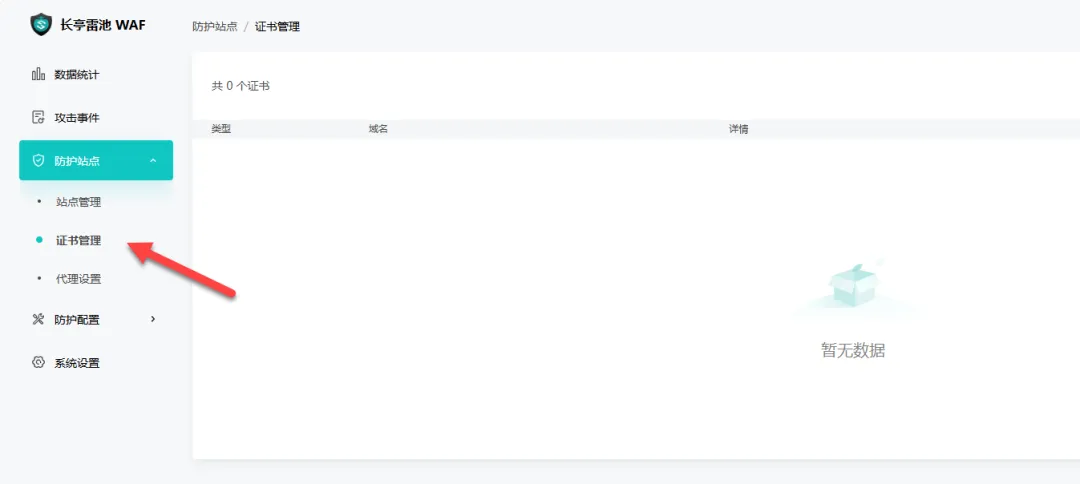 长亭雷池 WAF
防护站点 / 证书管理
数据统计
攻击事件
防护站点
站点管理
证书管理
代理设置
防护配置
系统设置
共 0 个证书
类型 域名 详情
暂无数据